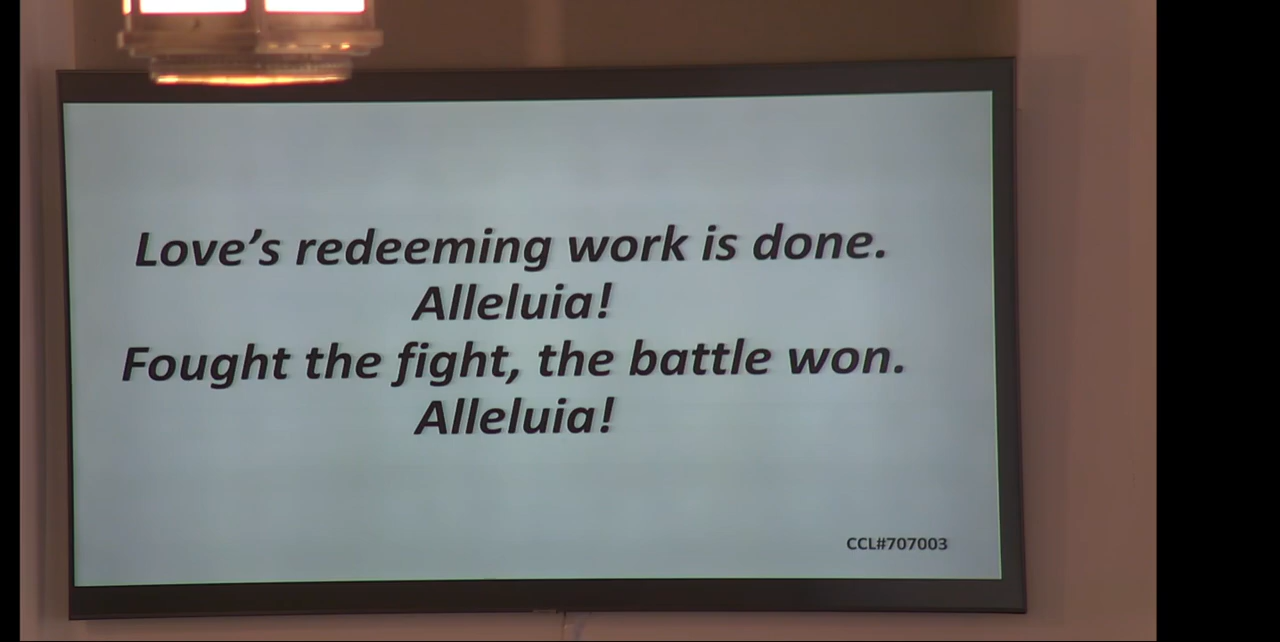 Love’s redeeming work is done.
Alleluia!
Fought the fight, the battle won.
Alleluia!
CCL#707003